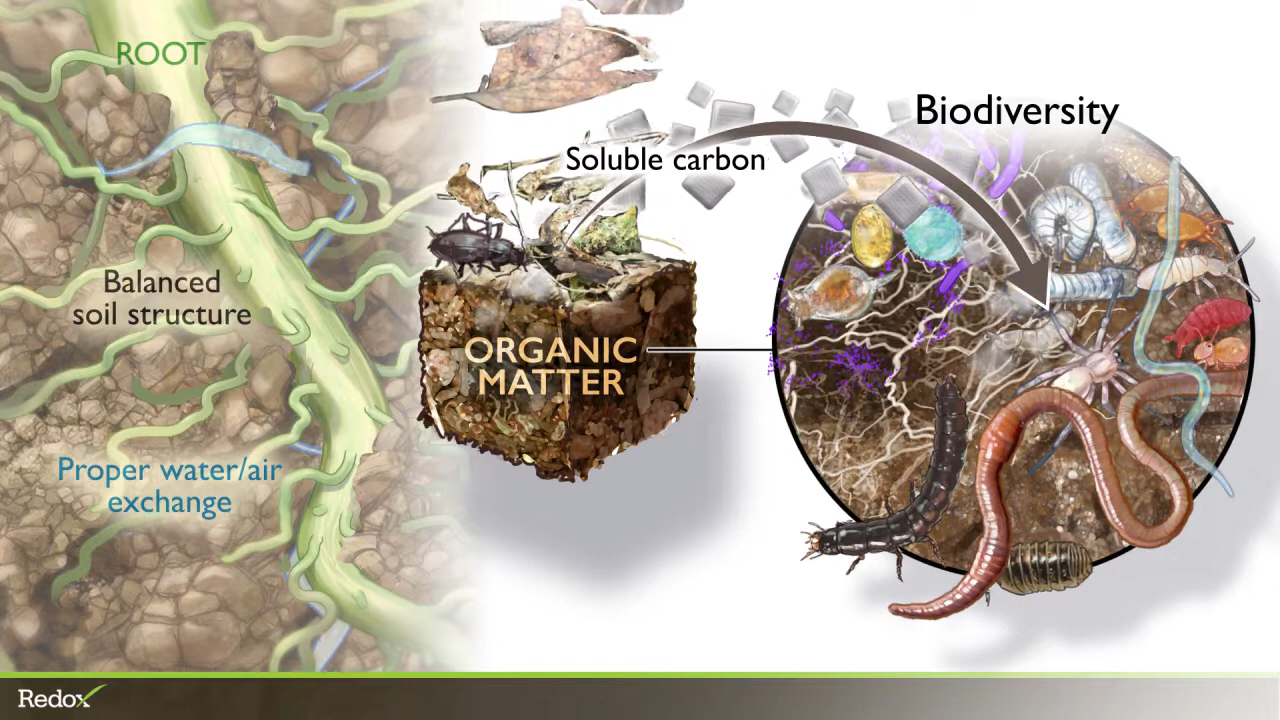 ROOT
Balanced
soil structure
Proper water/air
exchange
Soluble carbon
ORGANIC
MATTER
Biodiversity
Redox